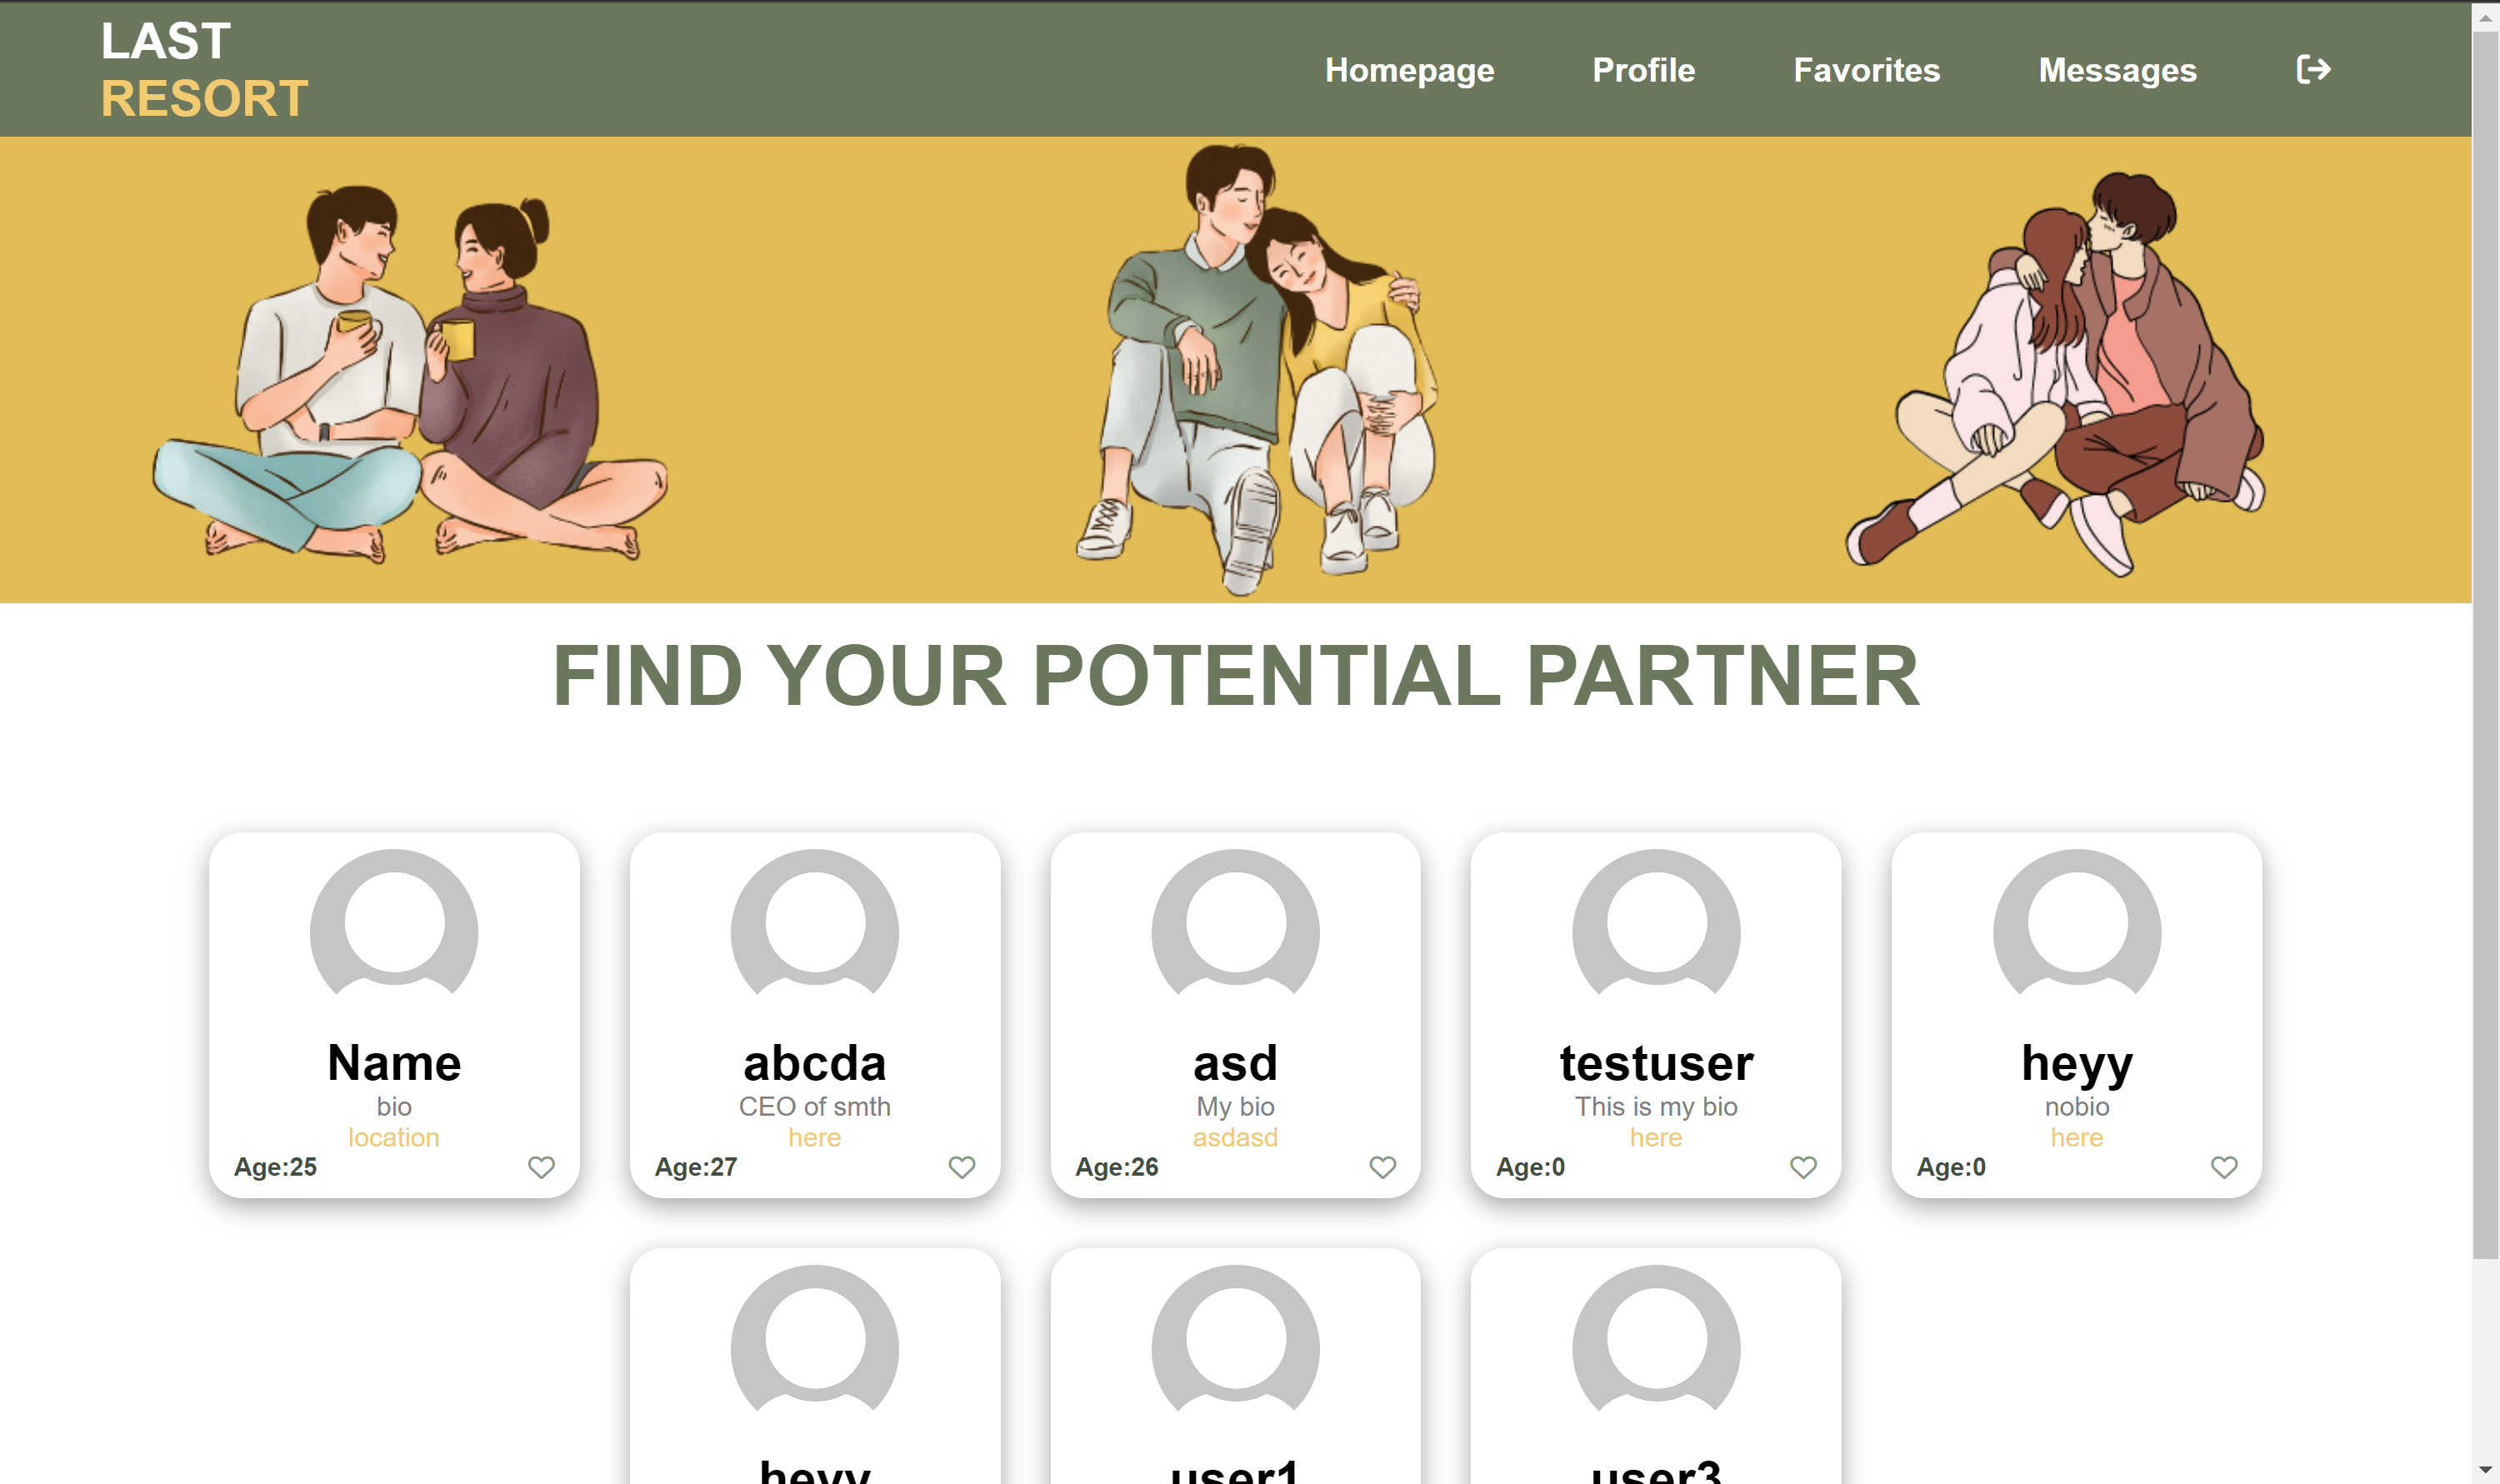 LAST
RESORT
Homepage Profile Favorites Messages
FIND YOUR POTENTIAL PARTNER
Name
bio
location
Age:25
abcda
CEO of smth
here
Age:27
asd
My bio
asdasd
Age:26
testuser
This is my bio
here
Age:0
heyy
nobio
here
Age:0
heyy
user1
user3